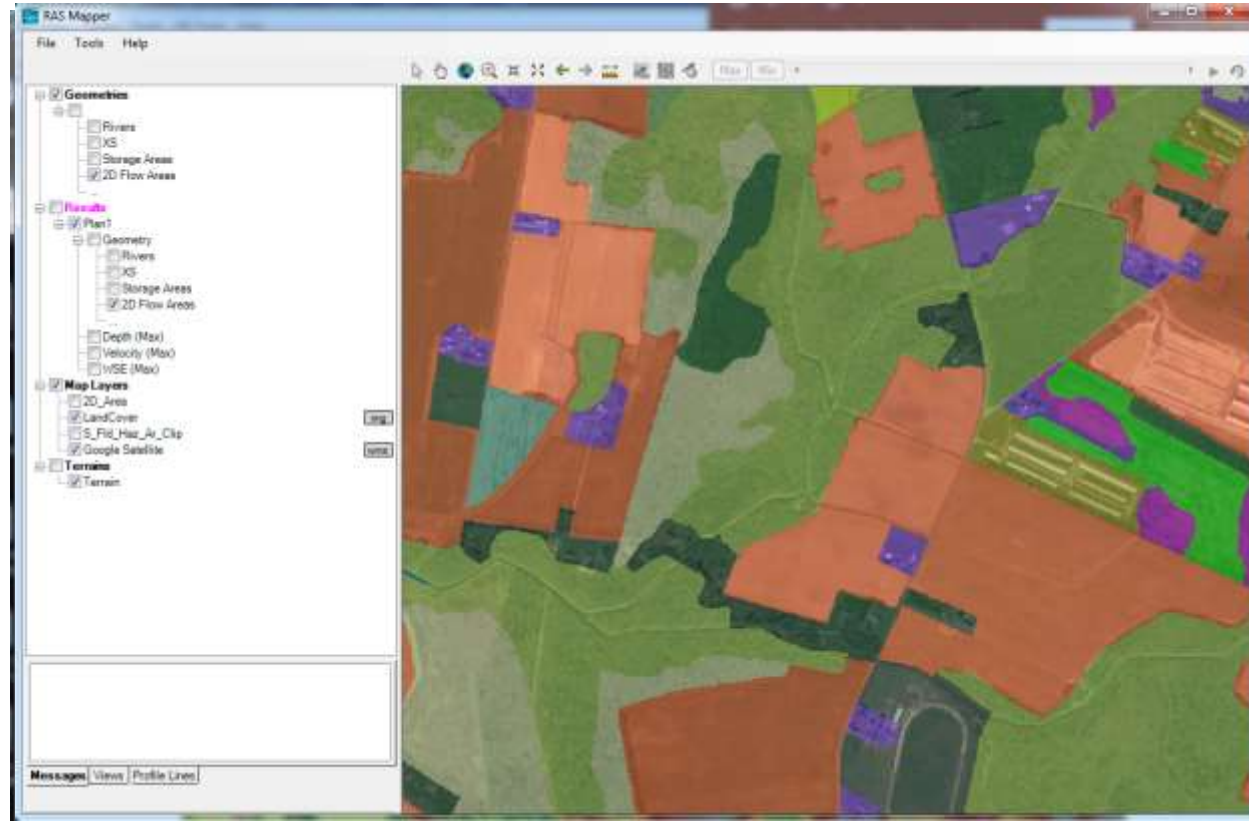 RAS Mapper
File Tools Help
Max Min
Geometries
Rivers
XS
Storage Areas
2D Flow Areas
...
Results
Plan1
Geometry
Rivers
XS
Storage Areas
2D Flow Areas
...
Depth (Max)
Velocity (Max)
WSE (Max)
Map Layers
2D_Area
LandCover
S_Fld_Haz_Ar_Clip
Google Satellite
wms
Terrains
Terrain
Messages Views Profile Lines